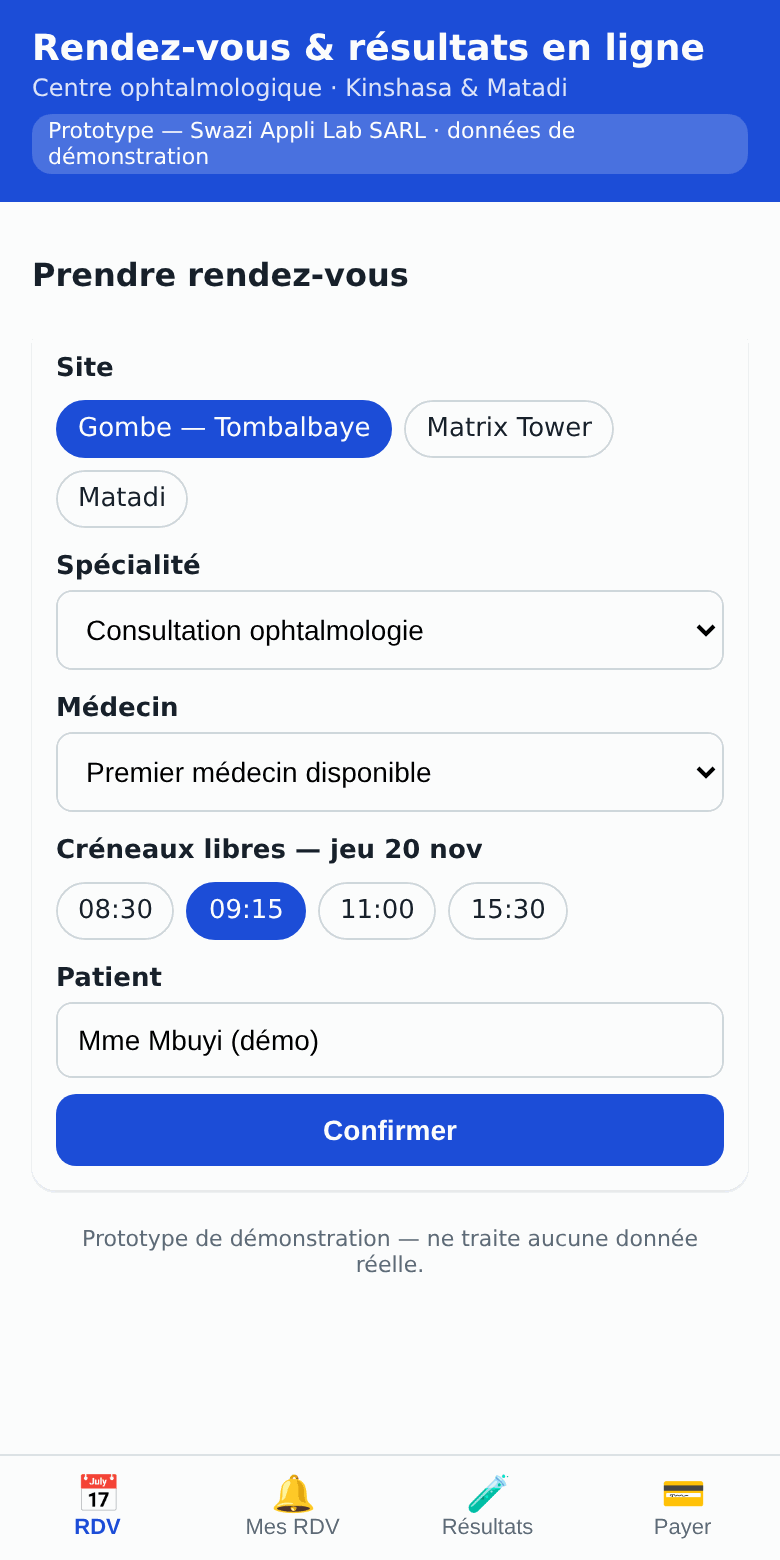 Rendez-vous & résultats en ligne
Centre ophtalmologique · Kinshasa & Matadi
Prototype — Swazi Appli Lab SARL · données de
démonstration
Prendre rendez-vous
Site
Gombe — Tombalbaye
Matrix Tower
Matadi
Spécialité
Consultation ophtalmologie
Médecin
Premier médecin disponible
Créneaux libres — jeu 20 nov
08:30
09:15
11:00
15:30
Patient
Mme Mbuyi (démo)
Confirmer
Prototype de démonstration — ne traite aucune donnée
réelle.
July
17
RDV
Mes RDV
Résultats
Payer